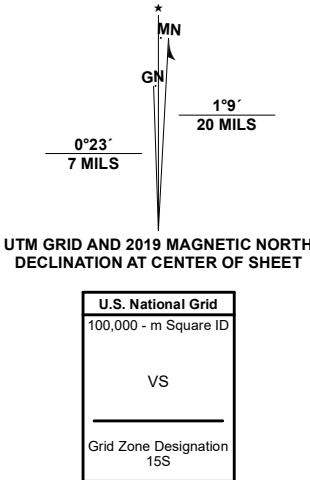 ★
MN
GN
1°9´
20 MILS
0°23´
7 MILS
UTM GRID AND 2019 MAGNETIC NORTH
DECLINATION AT CENTER OF SHEET
U.S. National Grid
100,000 - m Square ID
VS
Grid Zone Designation
15S